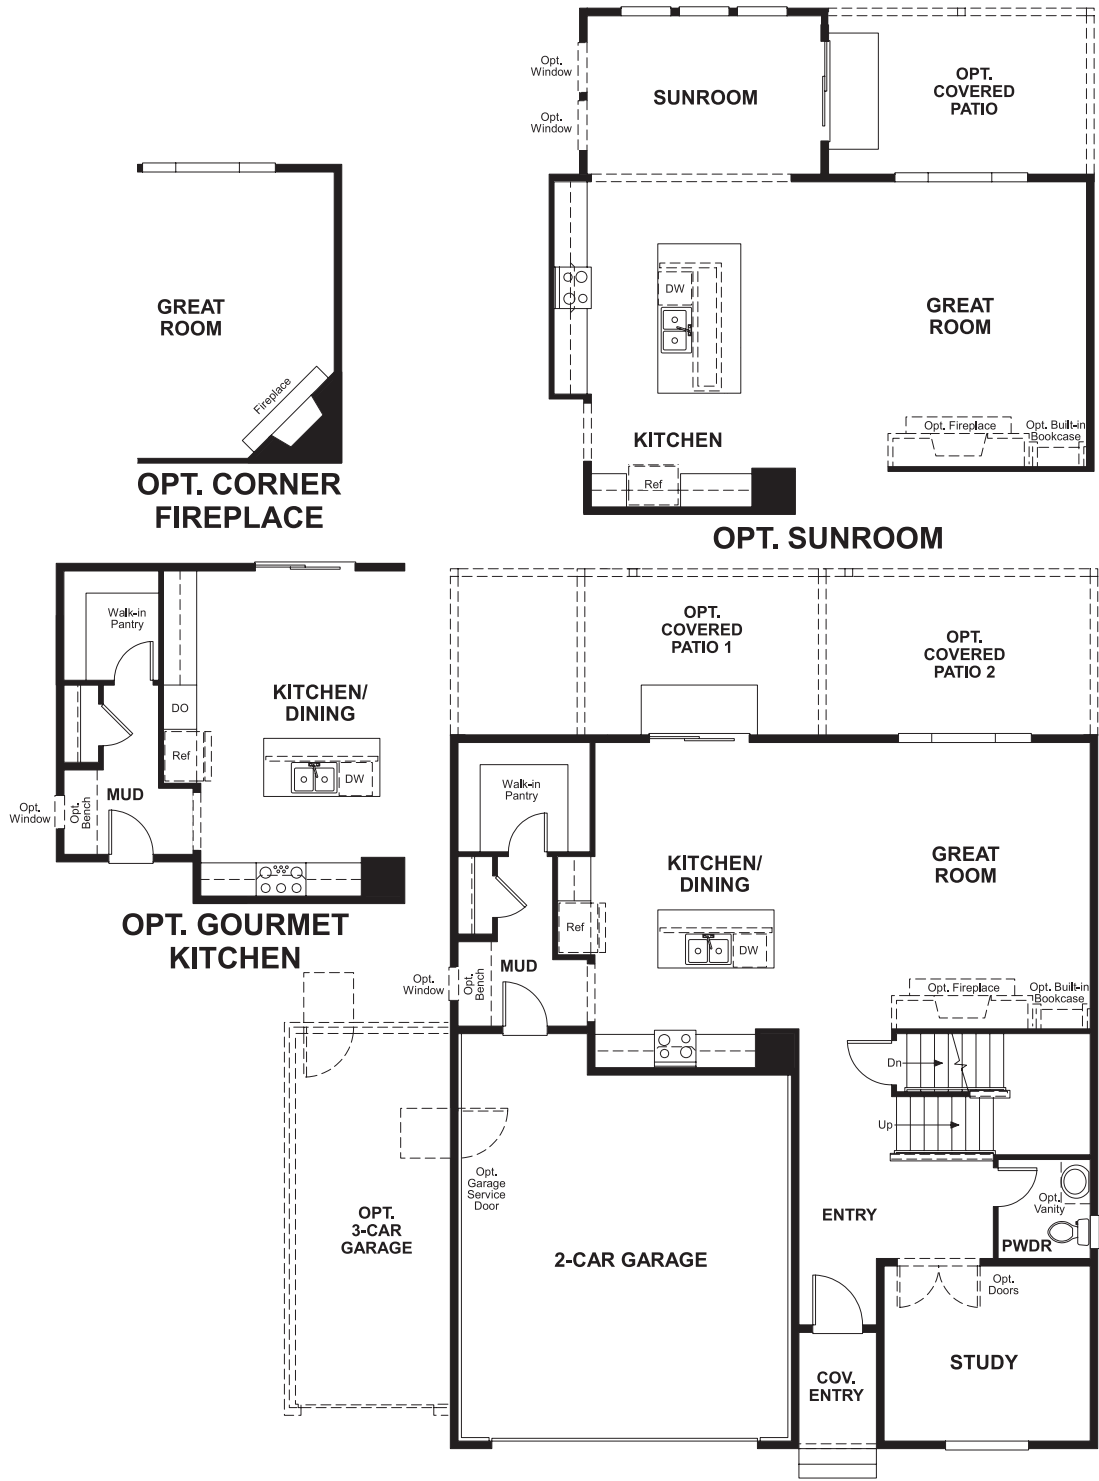 Opt.
Window
Opt.
Window
SUNROOM
OPT.
COVERED
PATIO
DW
GREAT
ROOM
KITCHEN
Opt. Fireplace
Opt. Built-in
Bookcase
Ref
OPT. SUNROOM
GREAT
ROOM
Fireplace
OPT. CORNER
FIREPLACE
Walk-in
Pantry
DO
Ref
KITCHEN/
DINING
DW
MUD
Opt.
Bench
Opt.
Window
OPT. GOURMET
KITCHEN
OPT.
COVERED
PATIO 1
OPT.
COVERED
PATIO 2
Walk-in
Pantry
KITCHEN/
DINING
GREAT
ROOM
Ref
DW
MUD
Opt.
Bench
Opt.
Window
Opt. Fireplace
Opt. Built-in
Bookcase
Dn
Up
Opt.
Garage
Service
Door
OPT.
3-CAR
GARAGE
2-CAR GARAGE
ENTRY
Opt.
Vanity
PWDR
Opt.
Doors
STUDY
COV.
ENTRY